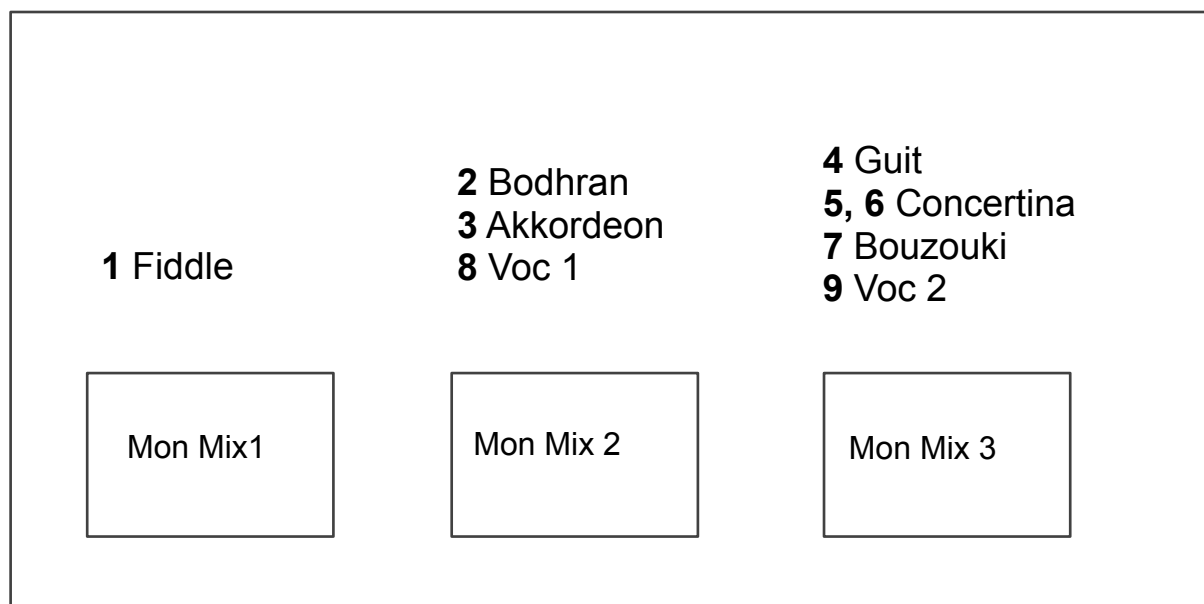 1 Fiddle
2 Bodhran
3 Akkordeon
8 Voc 1
4 Guit
5, 6 Concertina
7 Bouzouki
9 Voc 2
Mon Mix1
Mon Mix 2
Mon Mix 3